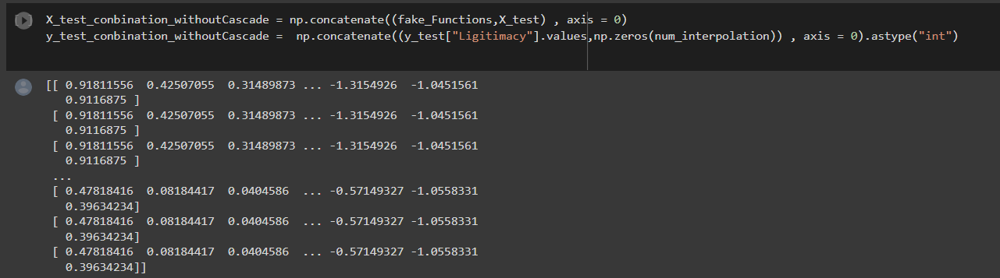 X_test_conbination_withoutCascade = np.concatenate((fake_Functions,X_test) , axis = 0)
y_test_conbination_withoutCascade =  np.concatenate((y_test["Ligitimacy"].values,np.zeros(num_interpolation)) , axis = 0).astype("int")
[[ 0.91811556  0.42507055  0.31489873 ... -1.3154926  -1.0451561
   0.9116875 ]
 [ 0.91811556  0.42507055  0.31489873 ... -1.3154926  -1.0451561
   0.9116875 ]
 [ 0.91811556  0.42507055  0.31489873 ... -1.3154926  -1.0451561
   0.9116875 ]
 ...
 [ 0.47818416  0.08184417  0.0404586  ... -0.57149327 -1.0558331
   0.39634234]
 [ 0.47818416  0.08184417  0.0404586  ... -0.57149327 -1.0558331
   0.39634234]
 [ 0.47818416  0.08184417  0.0404586  ... -0.57149327 -1.0558331
   0.39634234]]